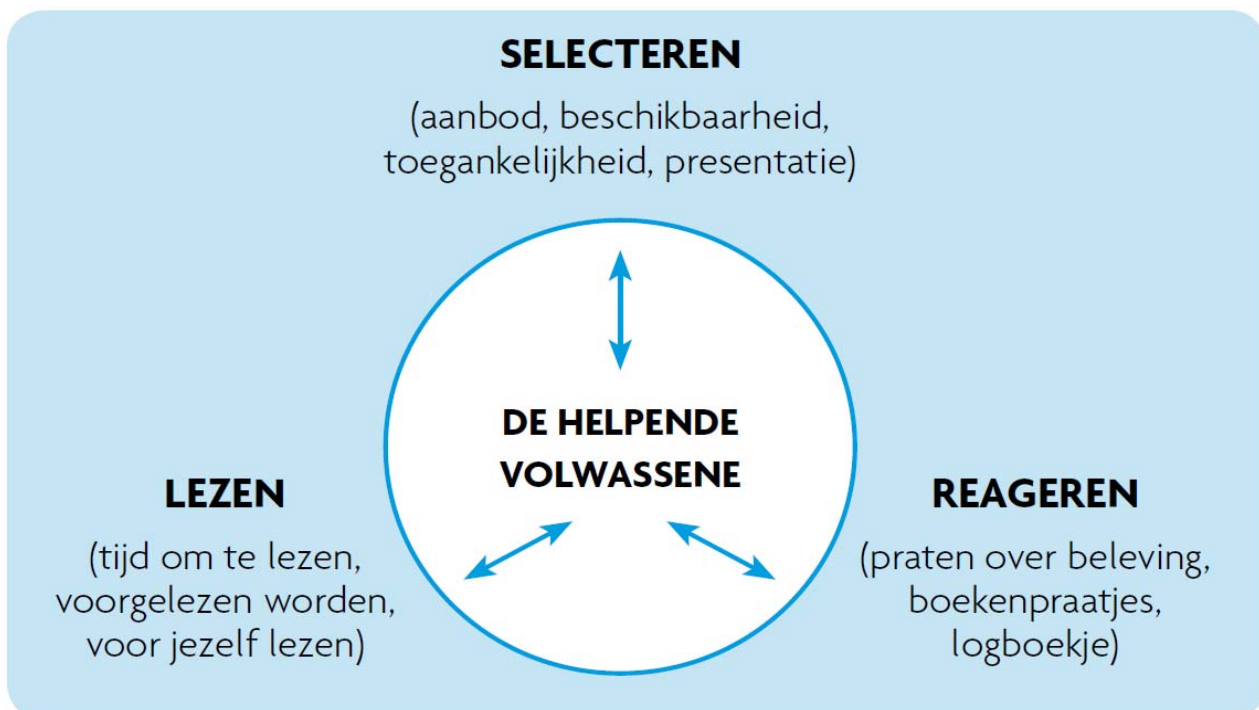 SELECTEREN
(aanbod, beschikbaarheid,
toegankelijkheid, presentatie)
DE HELPENDE
VOLWASSENE
LEZEN
(tijd om te lezen,
voorgelezen worden,
voor jezelf lezen)
REAGEREN
(praten over beleving,
boekenpraatjes,
logboekje)